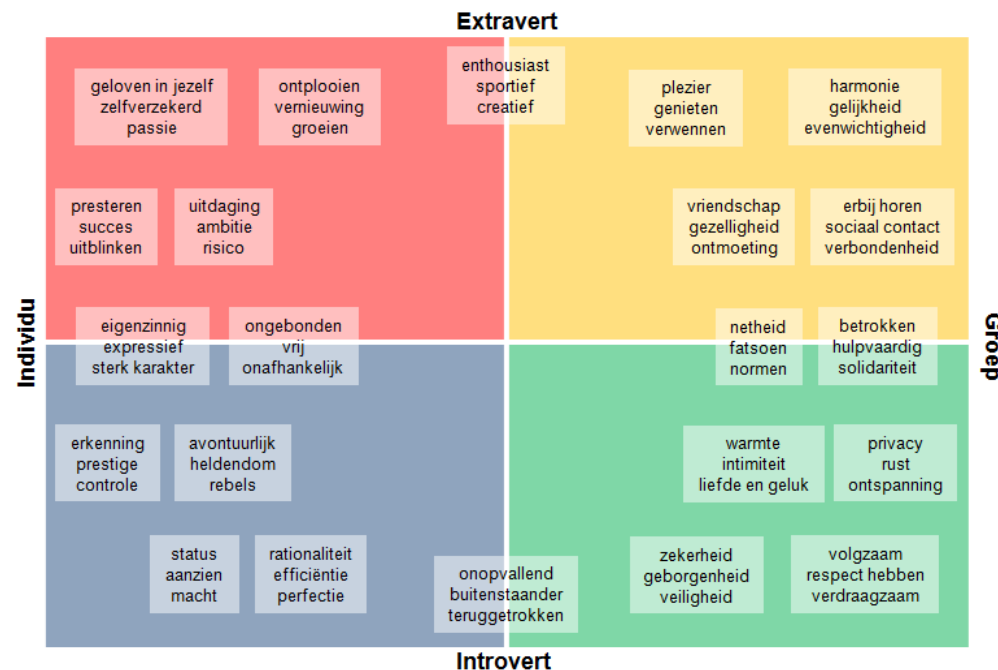 Extravert
geloven in jezelf
zelfverzekerd
passie
ontplooien
vernieuwing
groeien
enthousiast
sportief
creatief
plezier
genieten
verwennen
harmonie
gelijkheid
evenwichtigheid
presteren
succes
uitblinken
uitdaging
ambitie
risico
vriendschap
gezelligheid
ontmoeting
erbij horen
sociaal contact
verbondenheid
Individu
eigenzinnig
expressief
sterk karakter
ongebonden
vrij
onafhankelijk
netheid
fatsoen
normen
betrokken
hulpvaardig
solidariteit
Groep
erkenning
prestige
controle
avontuurlijk
heldendom
rebels
warmte
intimiteit
liefde en geluk
privacy
rust
ontspanning
status
aanzien
macht
rationaliteit
efficiëntie
perfectie
onopvallend
buitenstaander
teruggetrokken
zekerheid
geborgenheid
veiligheid
volgzaam
respect hebben
verdraagzaam
Introvert